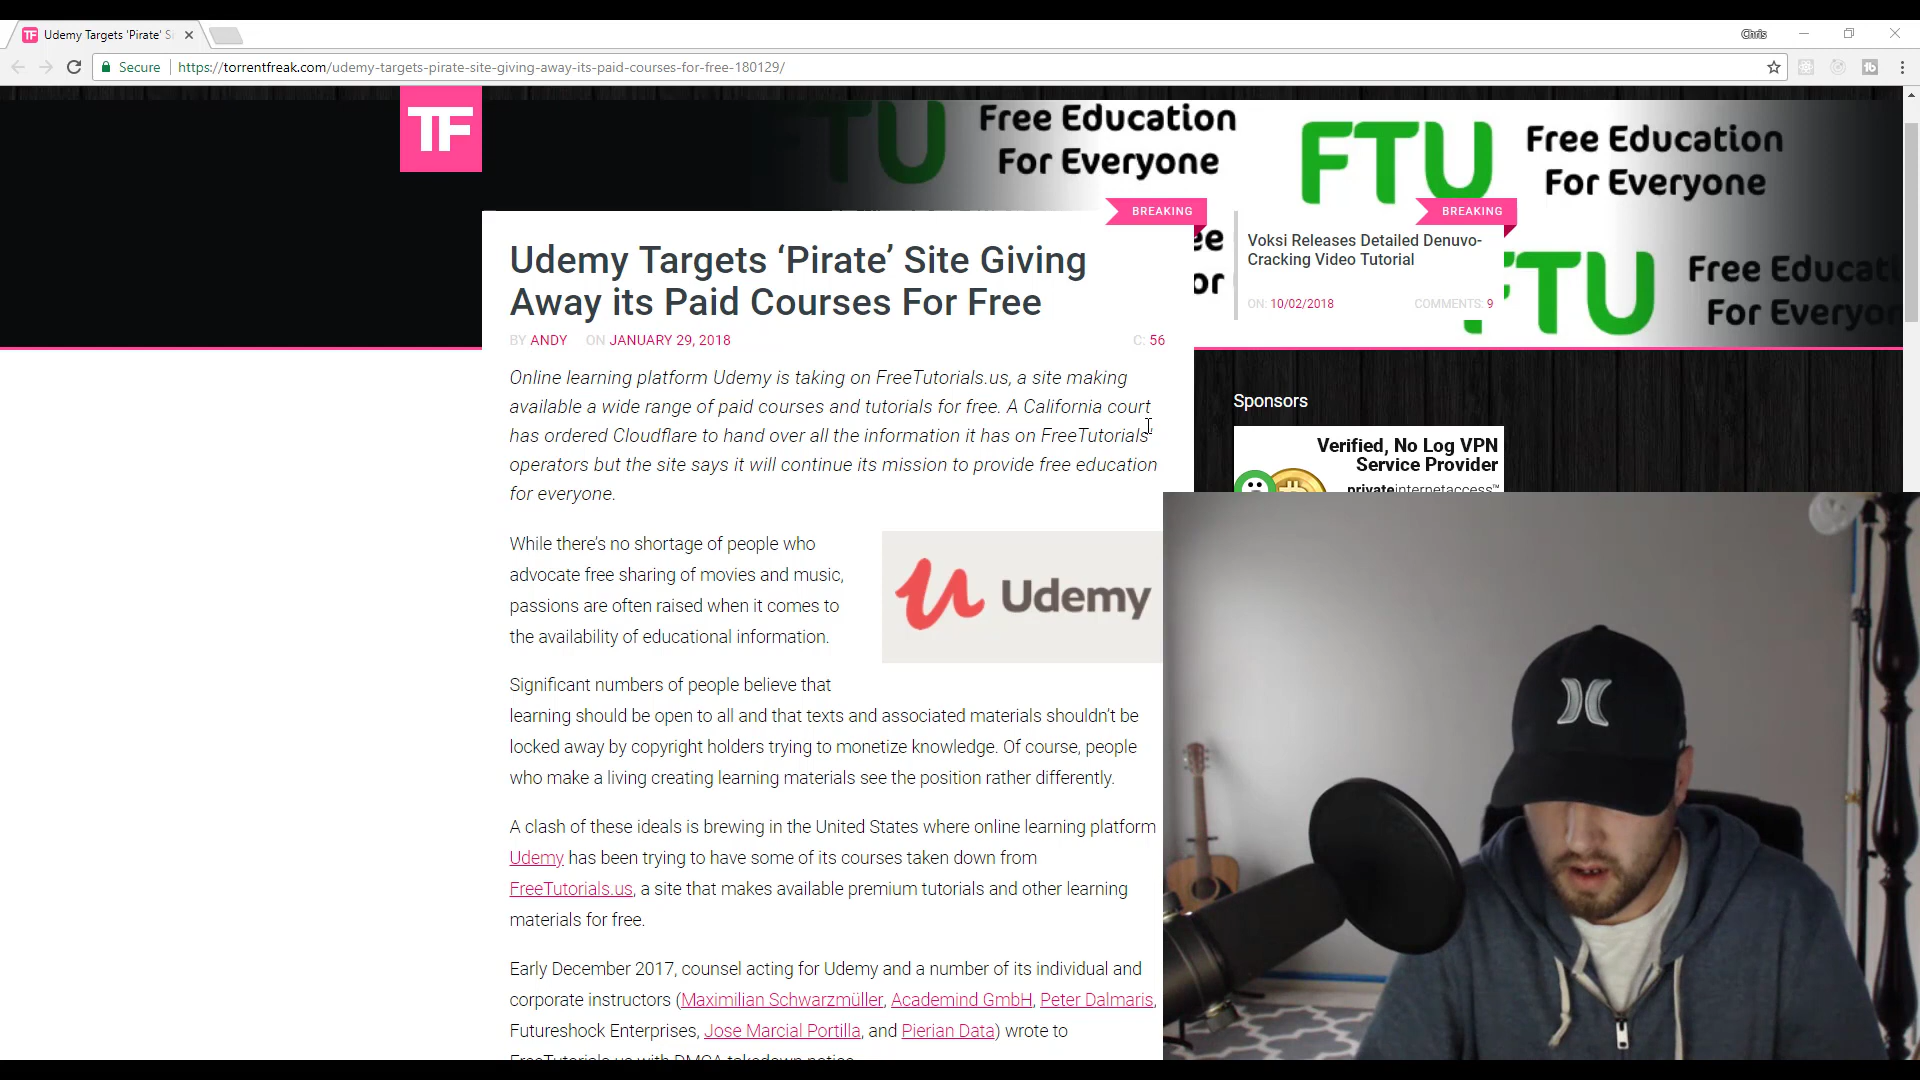 Udemy Targets 'Pirate' S
Chris
Secure
https://torrentfreak.com/udemy-targets-pirate-site-giving-away-its-paid-courses-for-free-180129/
TF
FTU
Free Education
For Everyone
FTU
Free Education
For Everyone
BREAKING
BREAKING
Udemy Targets ‘Pirate’ Site Giving
Away its Paid Courses For Free
BY ANDY ON JANUARY 29, 2018 C: 56
Voksi Releases Detailed Denuvo-
Cracking Video Tutorial
ON: 10/02/2018 COMMENTS: 9
FTU
Free Educati
For Everyon
Online learning platform Udemy is taking on FreeTutorials.us, a site making
available a wide range of paid courses and tutorials for free. A California court
has ordered Cloudflare to hand over all the information it has on FreeTutorials’
operators but the site says it will continue its mission to provide free education
for everyone.
Sponsors
Verified, No Log VPN
Service Provider
privateinternetaccess™
While there’s no shortage of people who
advocate free sharing of movies and music,
passions are often raised when it comes to
the availability of educational information.
Udemy
Significant numbers of people believe that
learning should be open to all and that texts and associated materials shouldn’t be
locked away by copyright holders trying to monetize knowledge. Of course, people
who make a living creating learning materials see the position rather differently.
A clash of these ideals is brewing in the United States where online learning platform
Udemy has been trying to have some of its courses taken down from
FreeTutorials.us, a site that makes available premium tutorials and other learning
materials for free.
Early December 2017, counsel acting for Udemy and a number of its individual and
corporate instructors (Maximilian Schwarzmüller, Academind GmbH, Peter Dalmaris,
Futureshock Enterprises, Jose Marcial Portilla, and Pierian Data) wrote to